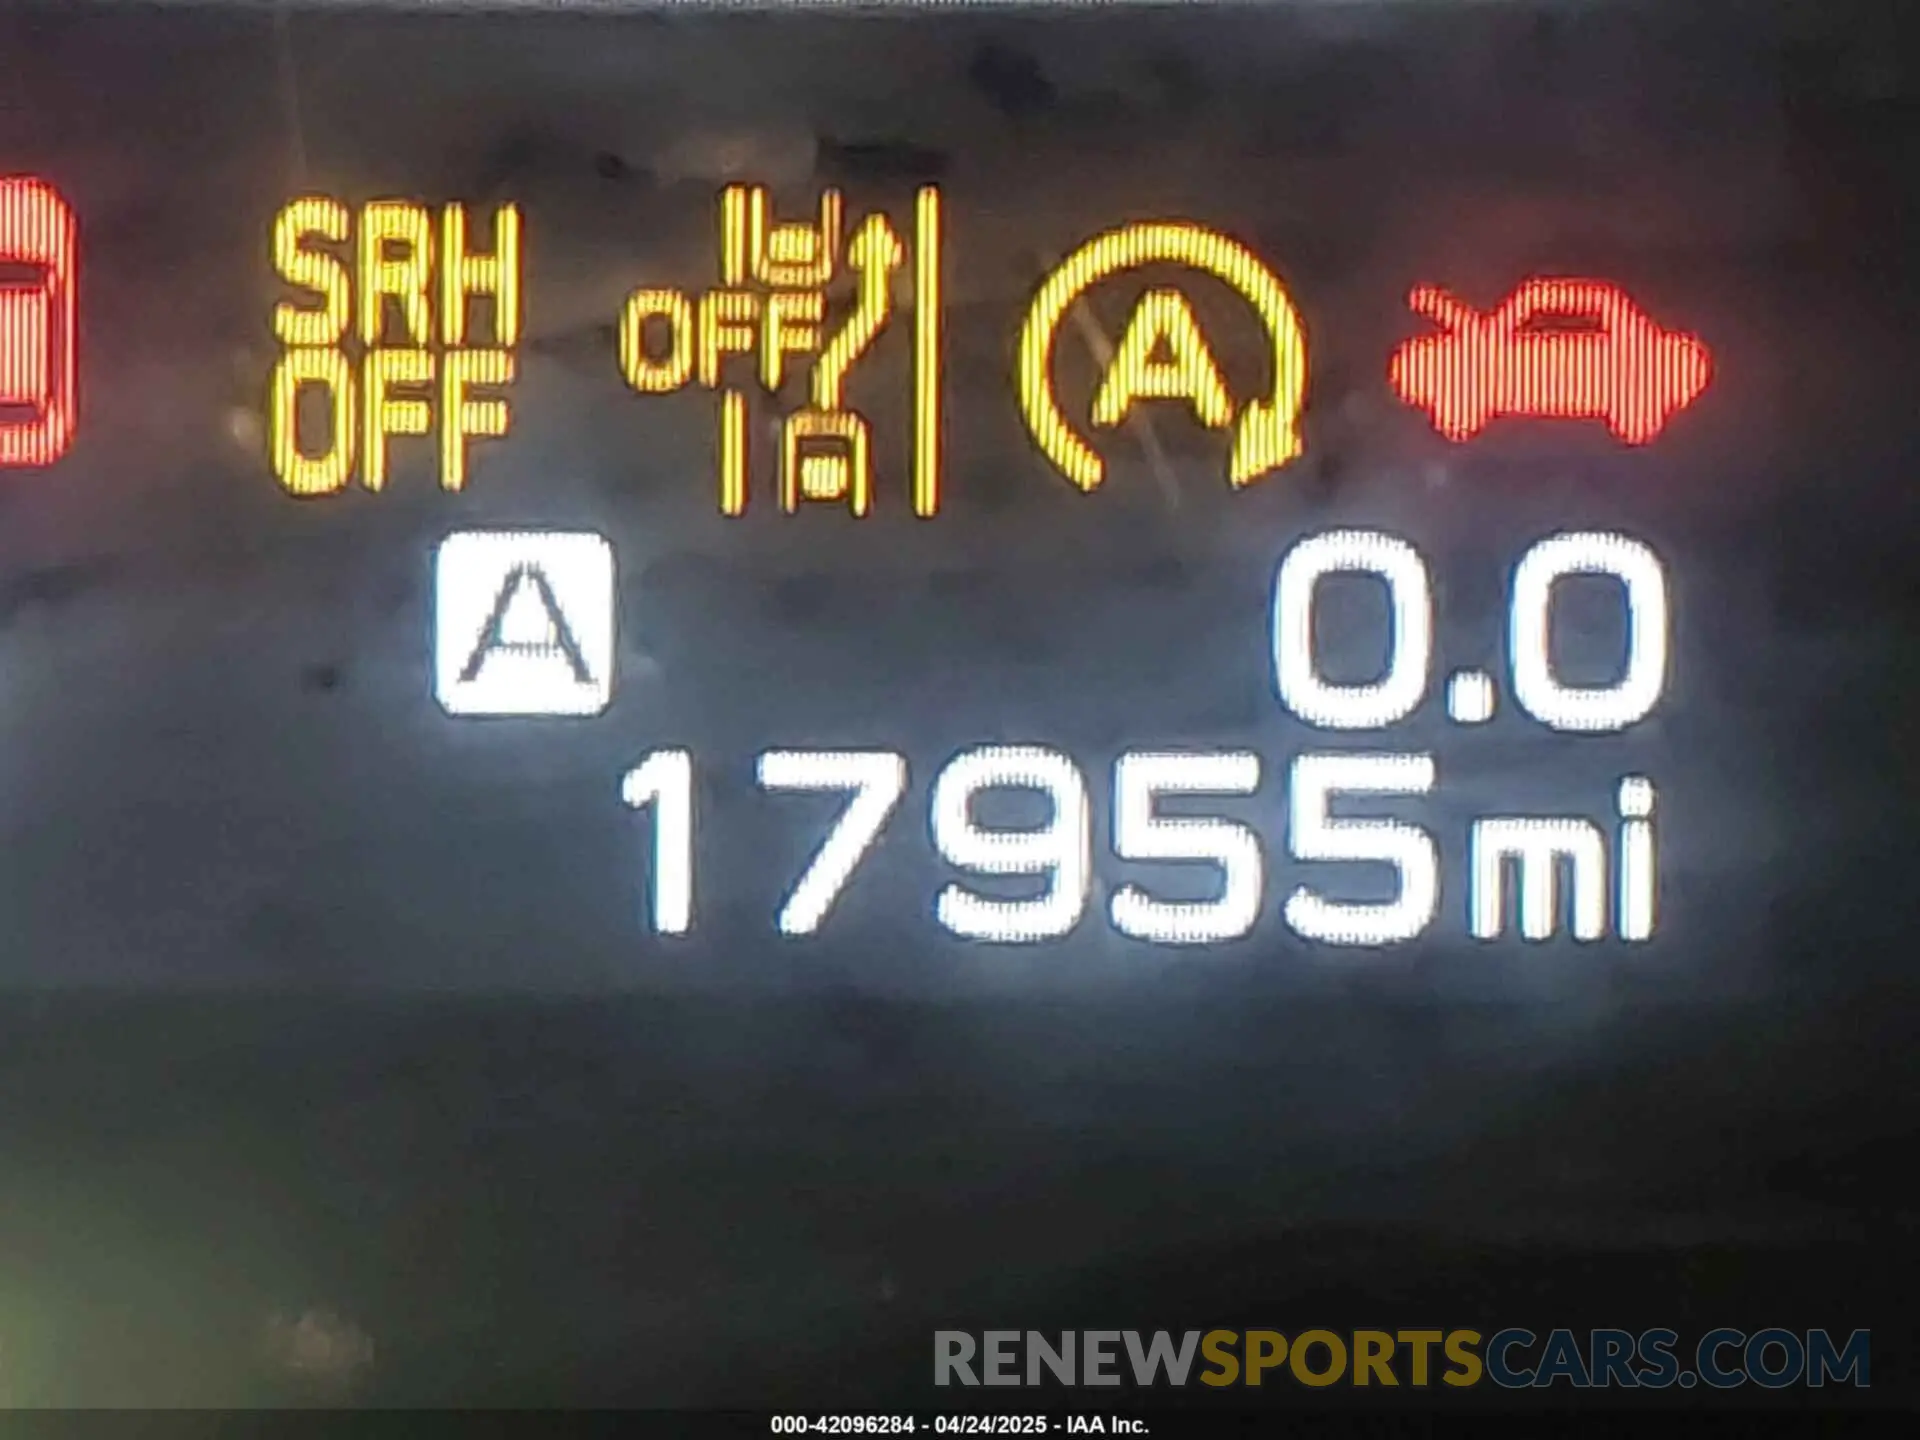 SRH
OFF
OFF
A
A
0.0
17955mi
RENEWSPORTSCARS.COM
000-42096284 - 04/24/2025 - IAA Inc.